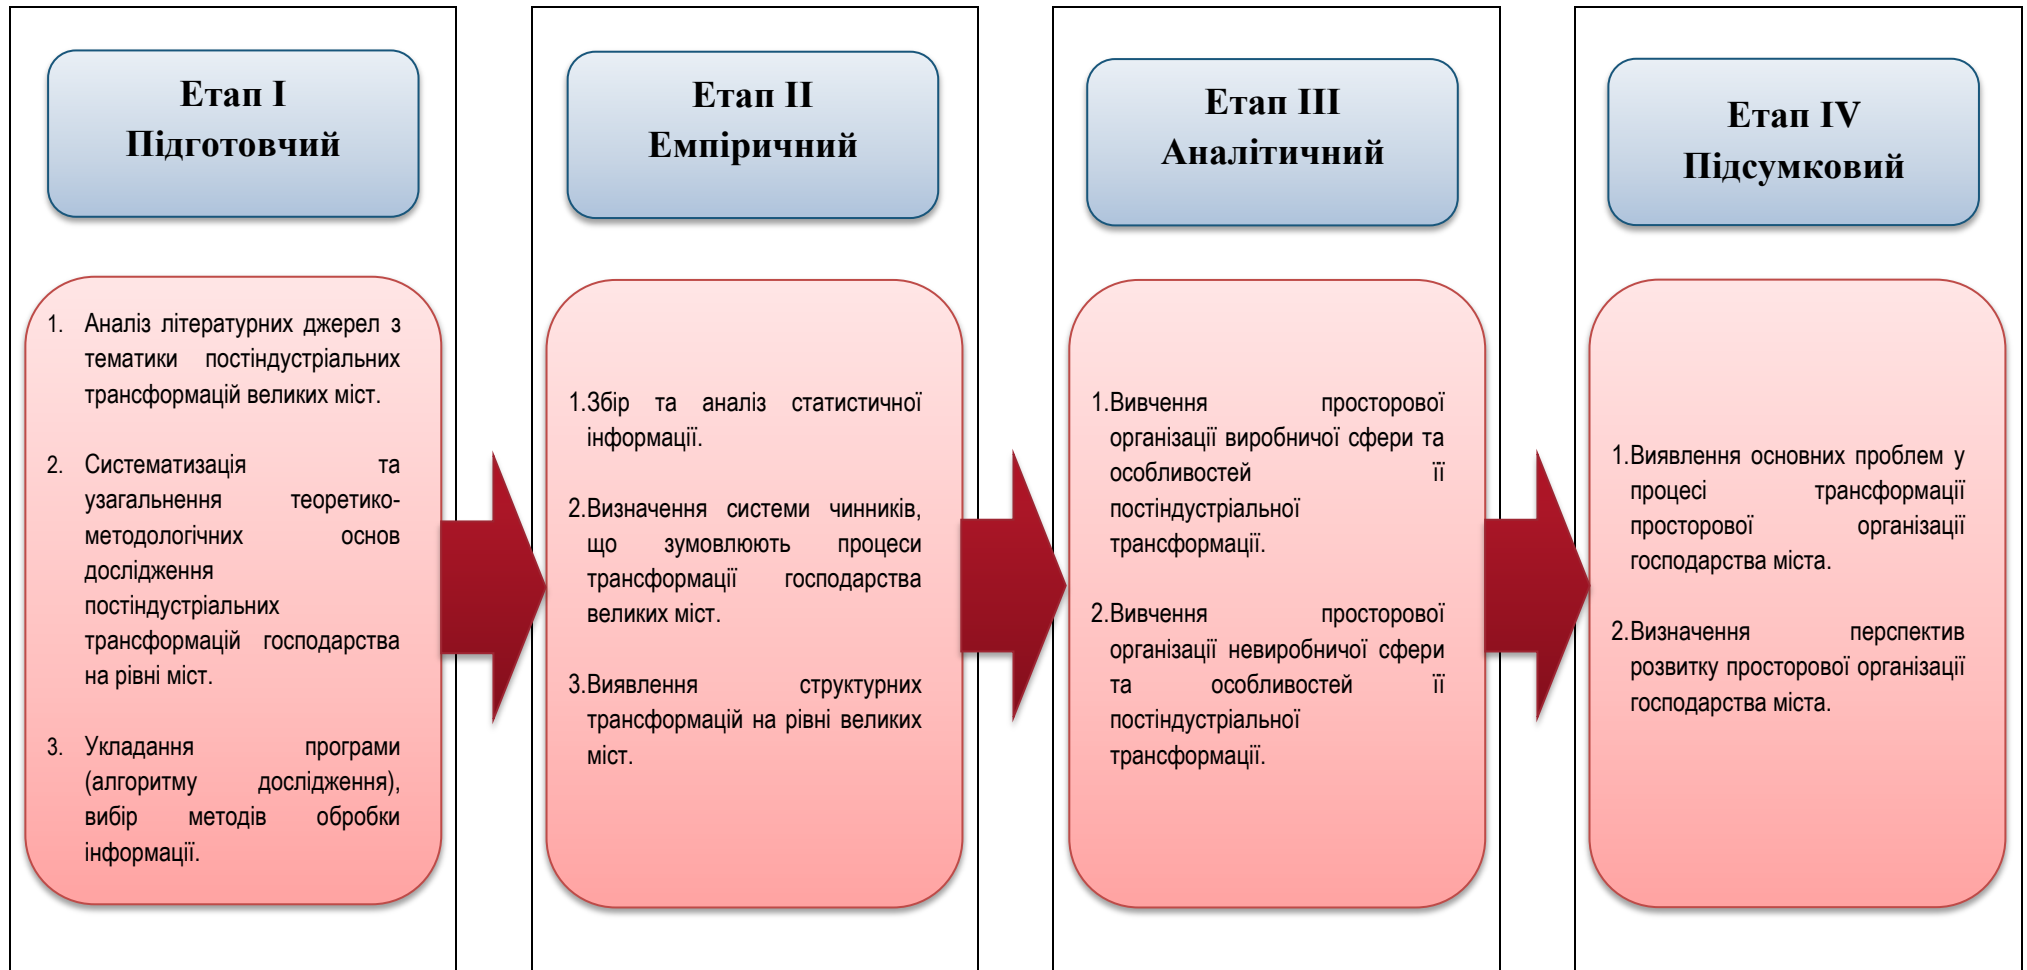 Етап I
Підготовчий
1. Аналіз літературних джерел з
тематики постіндустріальних
трансформацій великих міст.
2. Систематизація та
узагальнення теоретико-
методологічних основ
дослідження
постіндустріальних
трансформацій господарства
на рівні міст.
3. Укладання програми
(алгоритму дослідження),
вибір методів обробки
інформації.
Етап II
Емпіричний
1.Збір та аналіз статистичної
інформації.
2.Визначення системи чинників,
що зумовлюють процеси
трансформації господарства
великих міст.
3.Виявлення структурних
трансформацій на рівні великих
міст.
Етап III
Аналітичний
1.Вивчення просторової
організації виробничої сфери та
особливостей її
постіндустріальної
трансформації.
2.Вивчення просторової
організації невиробничої сфери
та особливостей її
постіндустріальної
трансформації.
Етап IV
Підсумковий
1.Виявлення основних проблем у
процесі трансформації
просторової організації
господарства міста.
2.Визначення перспектив
розвитку просторової організації
господарства міста.